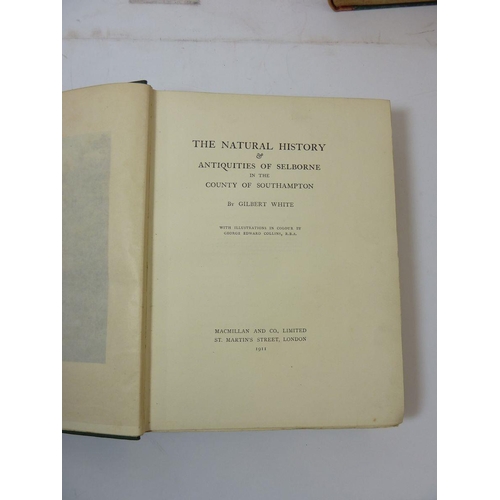 THE NATURAL HISTORY
&
ANTIQUITIES OF SELBORNE
IN THE
COUNTY OF SOUTHAMPTON
BY GILBERT WHITE
WITH ILLUSTRATIONS IN COLOUR BY
GEORGE EDWARD COLLINS, R.B.A.
MACMILLAN AND CO., LIMITED
ST. MARTIN'S STREET, LONDON
1911